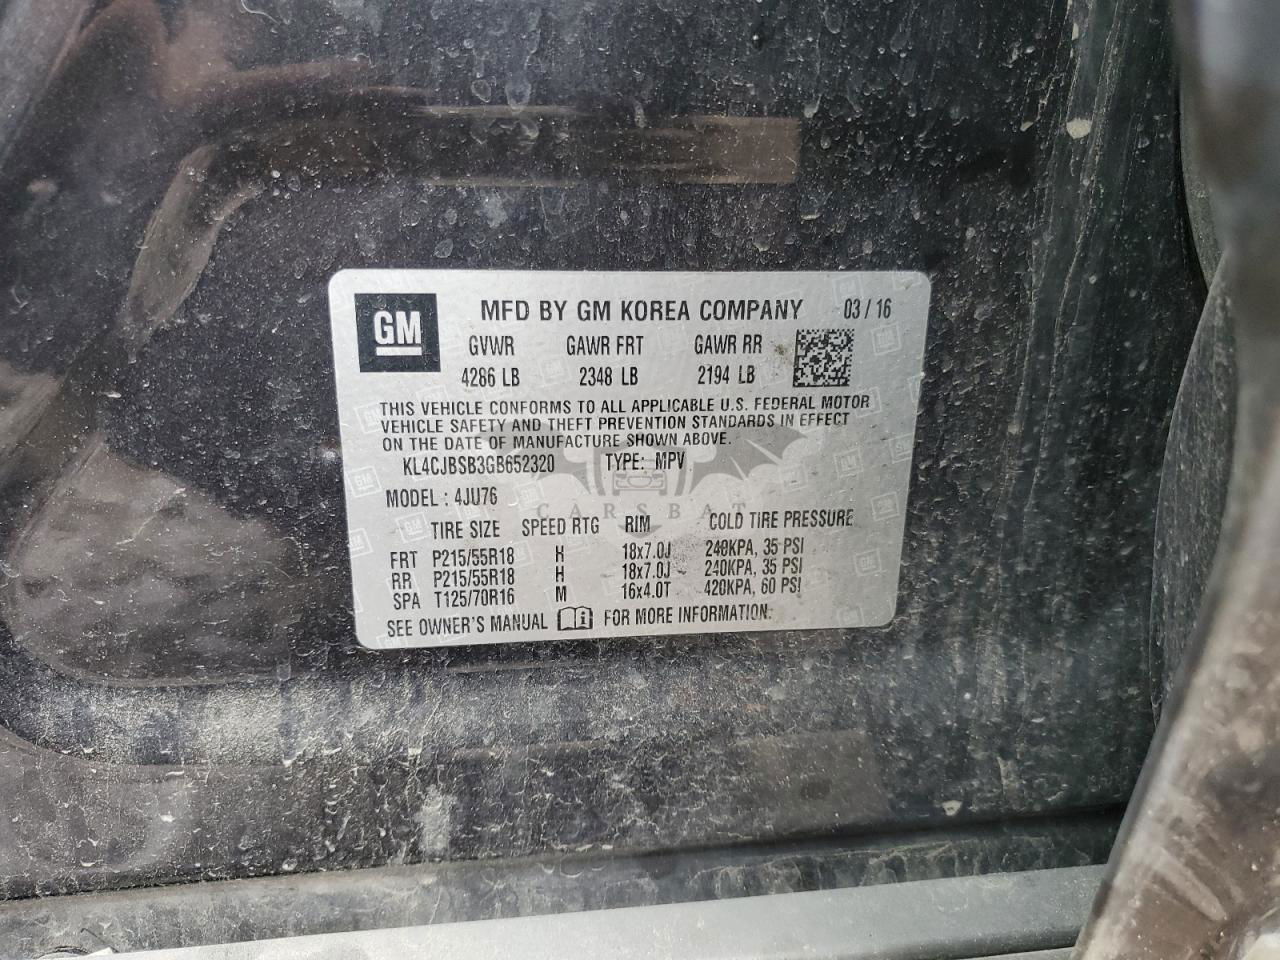 GM MFD BY GM KOREA COMPANY 03 / 16
GVWR GAWR FRT GAWR RR
4286 LB 2348 LB 2194 LB
THIS VEHICLE CONFORMS TO ALL APPLICABLE U.S. FEDERAL MOTOR
VEHICLE SAFETY AND THEFT PREVENTION STANDARDS IN EFFECT
ON THE DATE OF MANUFACTURE SHOWN ABOVE.
KL4CJBSB3GB652320 TYPE: MPV
MODEL : 4JU76
CARSBAT
TIRE SIZE SPEED RTG RIM COLD TIRE PRESSURE
FRT P215/55R18 H 18x7.0J 240KPA, 35 PSI
RR P215/55R18 H 18x7.0J 240KPA, 35 PSI
SPA T125/70R16 M 16x4.0T 420KPA, 60 PSI
SEE OWNER'S MANUAL FOR MORE INFORMATION.